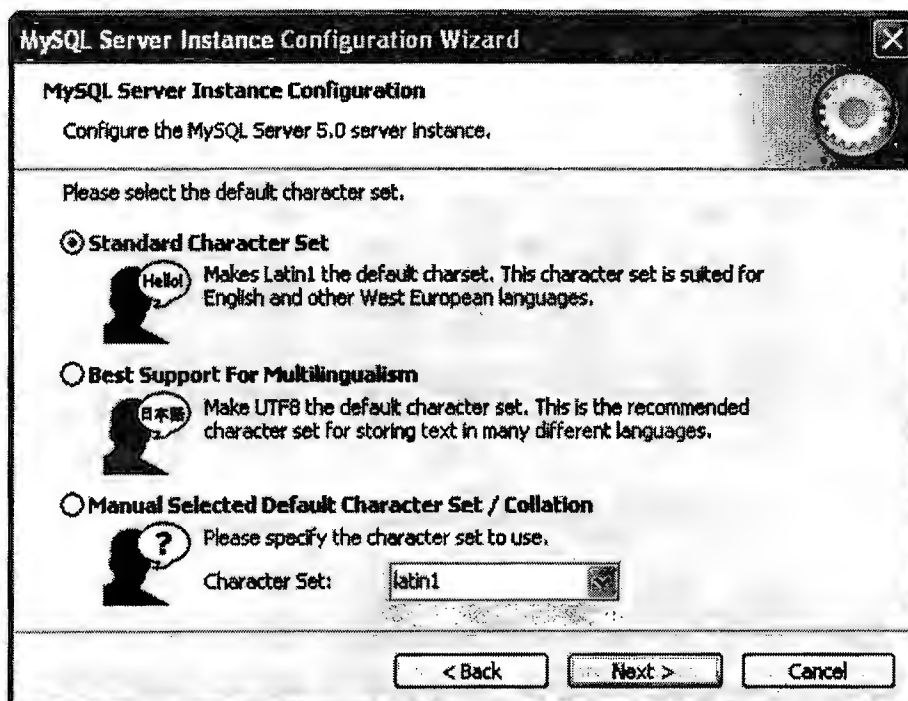 MySQL Server Instance Configuration Wizard
MySQL Server Instance Configuration
Configure the MySQL Server 5.0 server instance.
Please select the default character set.
Standard Character Set
Hello!
Makes Latin1 the default charset. This character set is suited for
English and other West European languages.
Best Support For Multilingualism
日本語
Make UTF8 the default character set. This is the recommended
character set for storing text in many different languages.
Manual Selected Default Character Set / Collation
?
Please specify the character set to use.
Character Set:
latin1
< Back
Next >
Cancel